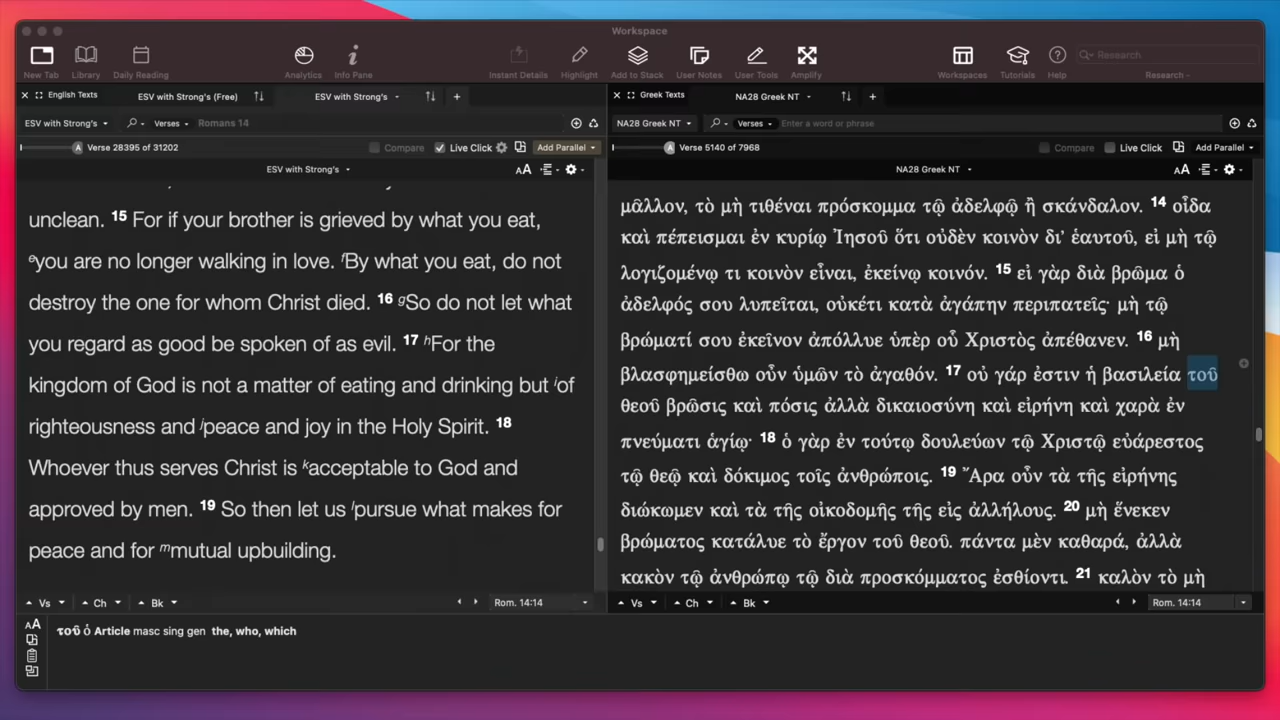 Workspace
New Tab Library Daily Reading Analytics Info Pane Instant Details Highlight Add to Stack User Notes User Tools Amplify Workspaces Tutorials Help Research Research
English Texts ESV with Strong's (Free) ESV with Strong's +
ESV with Strong's Verses Romans 14
A Verse 28395 of 31202 Compare Live Click Add Parallel
ESV with Strong's AA
unclean. 15 For if your brother is grieved by what you eat,
eyou are no longer walking in love. fBy what you eat, do not
destroy the one for whom Christ died. 16 gSo do not let what
you regard as good be spoken of as evil. 17 hFor the
kingdom of God is not a matter of eating and drinking but iof
righteousness and jpeace and joy in the Holy Spirit. 18
Whoever thus serves Christ is kacceptable to God and
approved by men. 19 So then let us lpursue what makes for
peace and for mmutual upbuilding.
Vs Ch Bk Rom. 14:14
Greek Texts NA28 Greek NT +
NA28 Greek NT Verses Enter a word or phrase
A Verse 5140 of 7968 Compare Live Click Add Parallel
NA28 Greek NT AA
μᾶλλον, τὸ μὴ τιθέναι πρόσκομμα τῷ ἀδελφῷ ἢ σκάνδαλον. 14 οἶδα
καὶ πέπεισμαι ἐν κυρίῳ Ἰησοῦ ὅτι οὐδὲν κοινὸν δι’ ἑαυτοῦ, εἰ μὴ τῷ
λογιζομένῳ τι κοινὸν εἶναι, ἐκείνῳ κοινόν. 15 εἰ γὰρ διὰ βρῶμα ὁ
ἀδελφός σου λυπεῖται, οὐκέτι κατὰ ἀγάπην περιπατεῖς· μὴ τῷ
βρώματί σου ἐκεῖνον ἀπόλλυε ὑπὲρ οὗ Χριστὸς ἀπέθανεν. 16 μὴ
βλασφημείσθω οὖν ὑμῶν τὸ ἀγαθόν. 17 οὐ γάρ ἐστιν ἡ βασιλεία τοῦ
θεοῦ βρῶσις καὶ πόσις ἀλλὰ δικαιοσύνη καὶ εἰρήνη καὶ χαρὰ ἐν
πνεύματι ἁγίῳ· 18 ὁ γὰρ ἐν τούτῳ δουλεύων τῷ Χριστῷ εὐάρεστος
τῷ θεῷ καὶ δόκιμος τοῖς ἀνθρώποις. 19 Ἄρα οὖν τὰ τῆς εἰρήνης
διώκωμεν καὶ τὰ τῆς οἰκοδομῆς τῆς εἰς ἀλλήλους. 20 μὴ ἕνεκεν
βρώματος κατάλυε τὸ ἔργον τοῦ θεοῦ. πάντα μὲν καθαρά, ἀλλὰ
κακὸν τῷ ἀνθρώπῳ τῷ διὰ προσκόμματος ἐσθίοντι. 21 καλὸν τὸ μὴ
Vs Ch Bk Rom. 14:14
AA τοῦ ὁ Article masc sing gen the, who, which